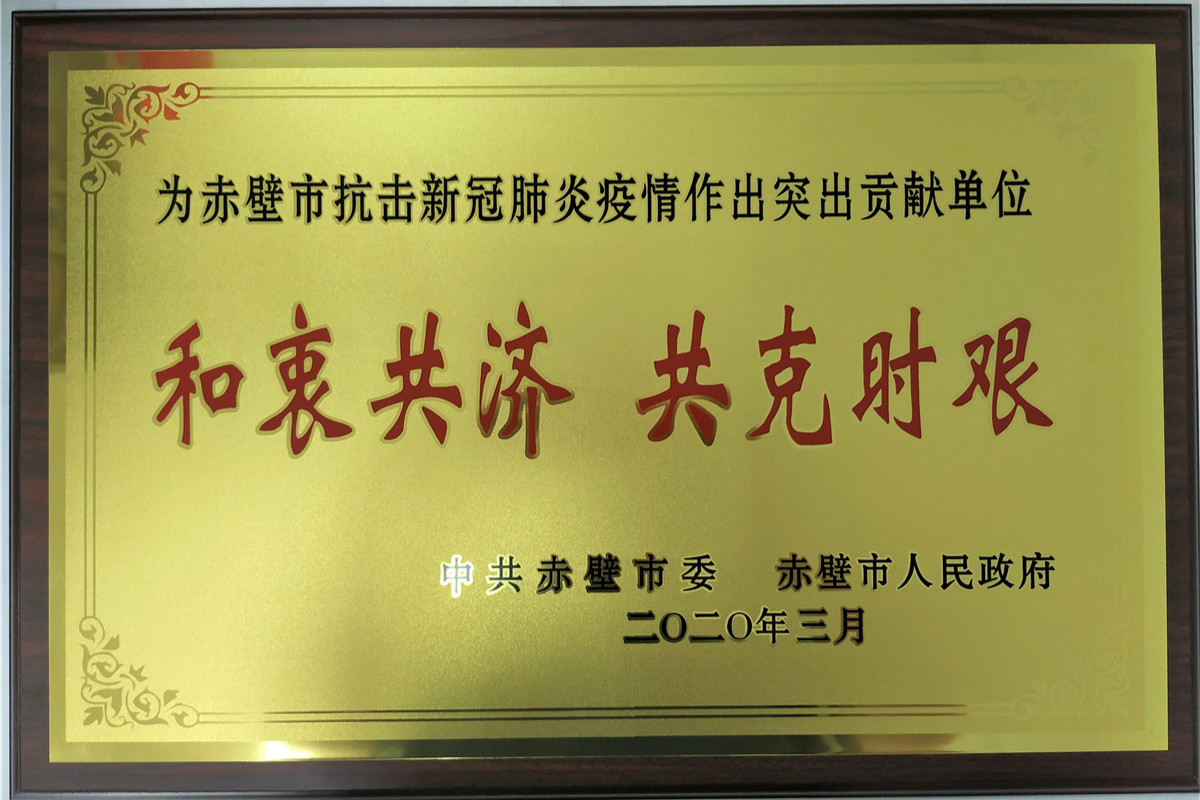 为赤壁市抗击新冠肺炎疫情作出突出贡献单位
和衷共济 共克时艰
中共赤壁市委 赤壁市人民政府
二〇二〇年三月